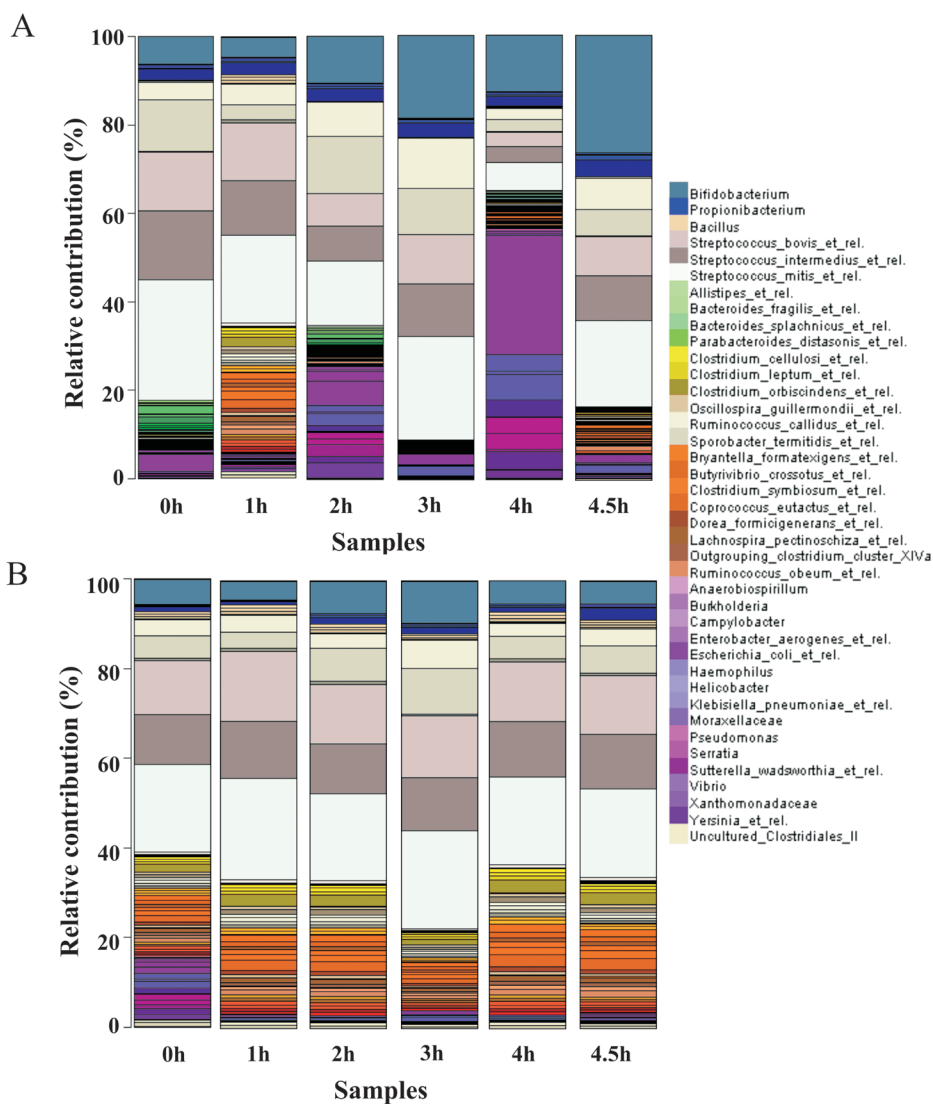 A
100
80
60
40
20
0
Relative contribution (%)
0h 1h 2h 3h 4h 4.5h
Samples
B
100
80
60
40
20
0
Relative contribution (%)
0h 1h 2h 3h 4h 4.5h
Samples
Bifidobacterium
Propionibacterium
Bacillus
Streptococcus_bovis_et_rel.
Streptococcus_intermedius_et_rel.
Streptococcus_mitis_et_rel.
Allistipes_et_rel.
Bacteroides_fragilis_et_rel.
Bacteroides_splachnicus_et_rel.
Parabacteroides_distasonis_et_rel.
Clostridium_cellulosi_et_rel.
Clostridium_leptum_et_rel.
Clostridium_orbiscindens_et_rel.
Oscillospira_guillermondii_et_rel.
Ruminococcus_callidus_et_rel.
Sporobacter_termitidis_et_rel.
Bryantella_formatexigens_et_rel.
Butyrivibrio_crossotus_et_rel.
Clostridium_symbiosum_et_rel.
Coprococcus_eutactus_et_rel.
Dorea_formicigenerans_et_rel.
Lachnospira_pectinoschiza_et_rel.
Outgrouping_clostridium_cluster_XIVa
Ruminococcus_obeum_et_rel.
Anaerobiospirillum
Burkholderia
Campylobacter
Enterobacter_aerogenes_et_rel.
Escherichia_coli_et_rel.
Haemophilus
Helicobacter
Klebisiella_pneumoniae_et_rel.
Moraxellaceae
Pseudomonas
Serratia
Sutterella_wadsworthia_et_rel.
Vibrio
Xanthomonadaceae
Yersinia_et_rel.
Uncultured_Clostridiales_II